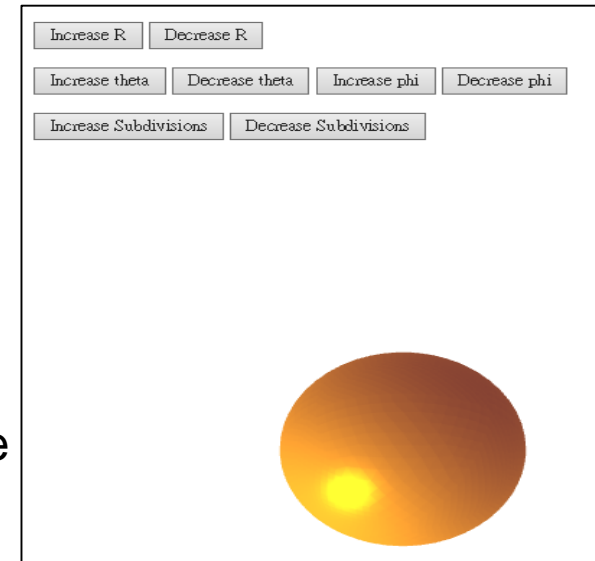 Increase R Decrease R
Increase theta Decrease theta Increase phi Decrease phi
Increase Subdivisions Decrease Subdivisions
e